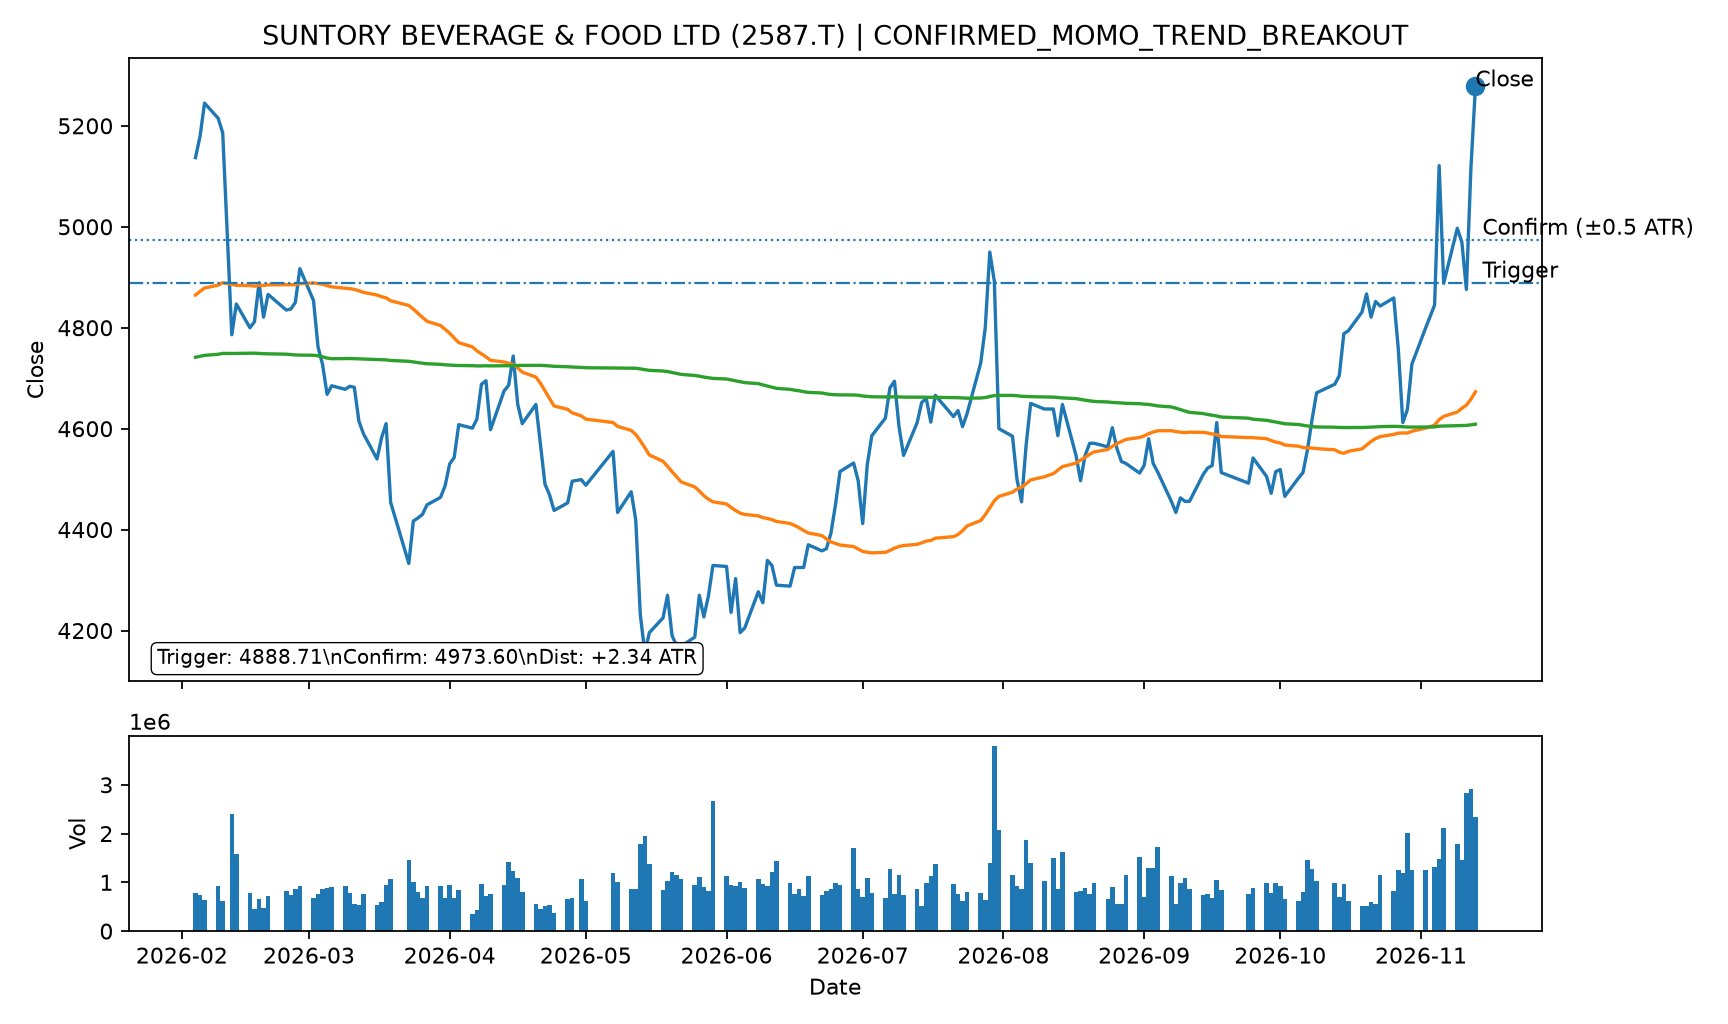 SUNTORY BEVERAGE & FOOD LTD (2587.T) | CONFIRMED_MOMO_TREND_BREAKOUT
Close
5200
5000
4800
4600
4400
4200
Close
Confirm (±0.5 ATR)
Trigger
Trigger: 4888.71\nConfirm: 4973.60\nDist: +2.34 ATR
1e6
Vol
3
2
1
0
2026-02 2026-03 2026-04 2026-05 2026-06 2026-07 2026-08 2026-09 2026-10 2026-11
Date